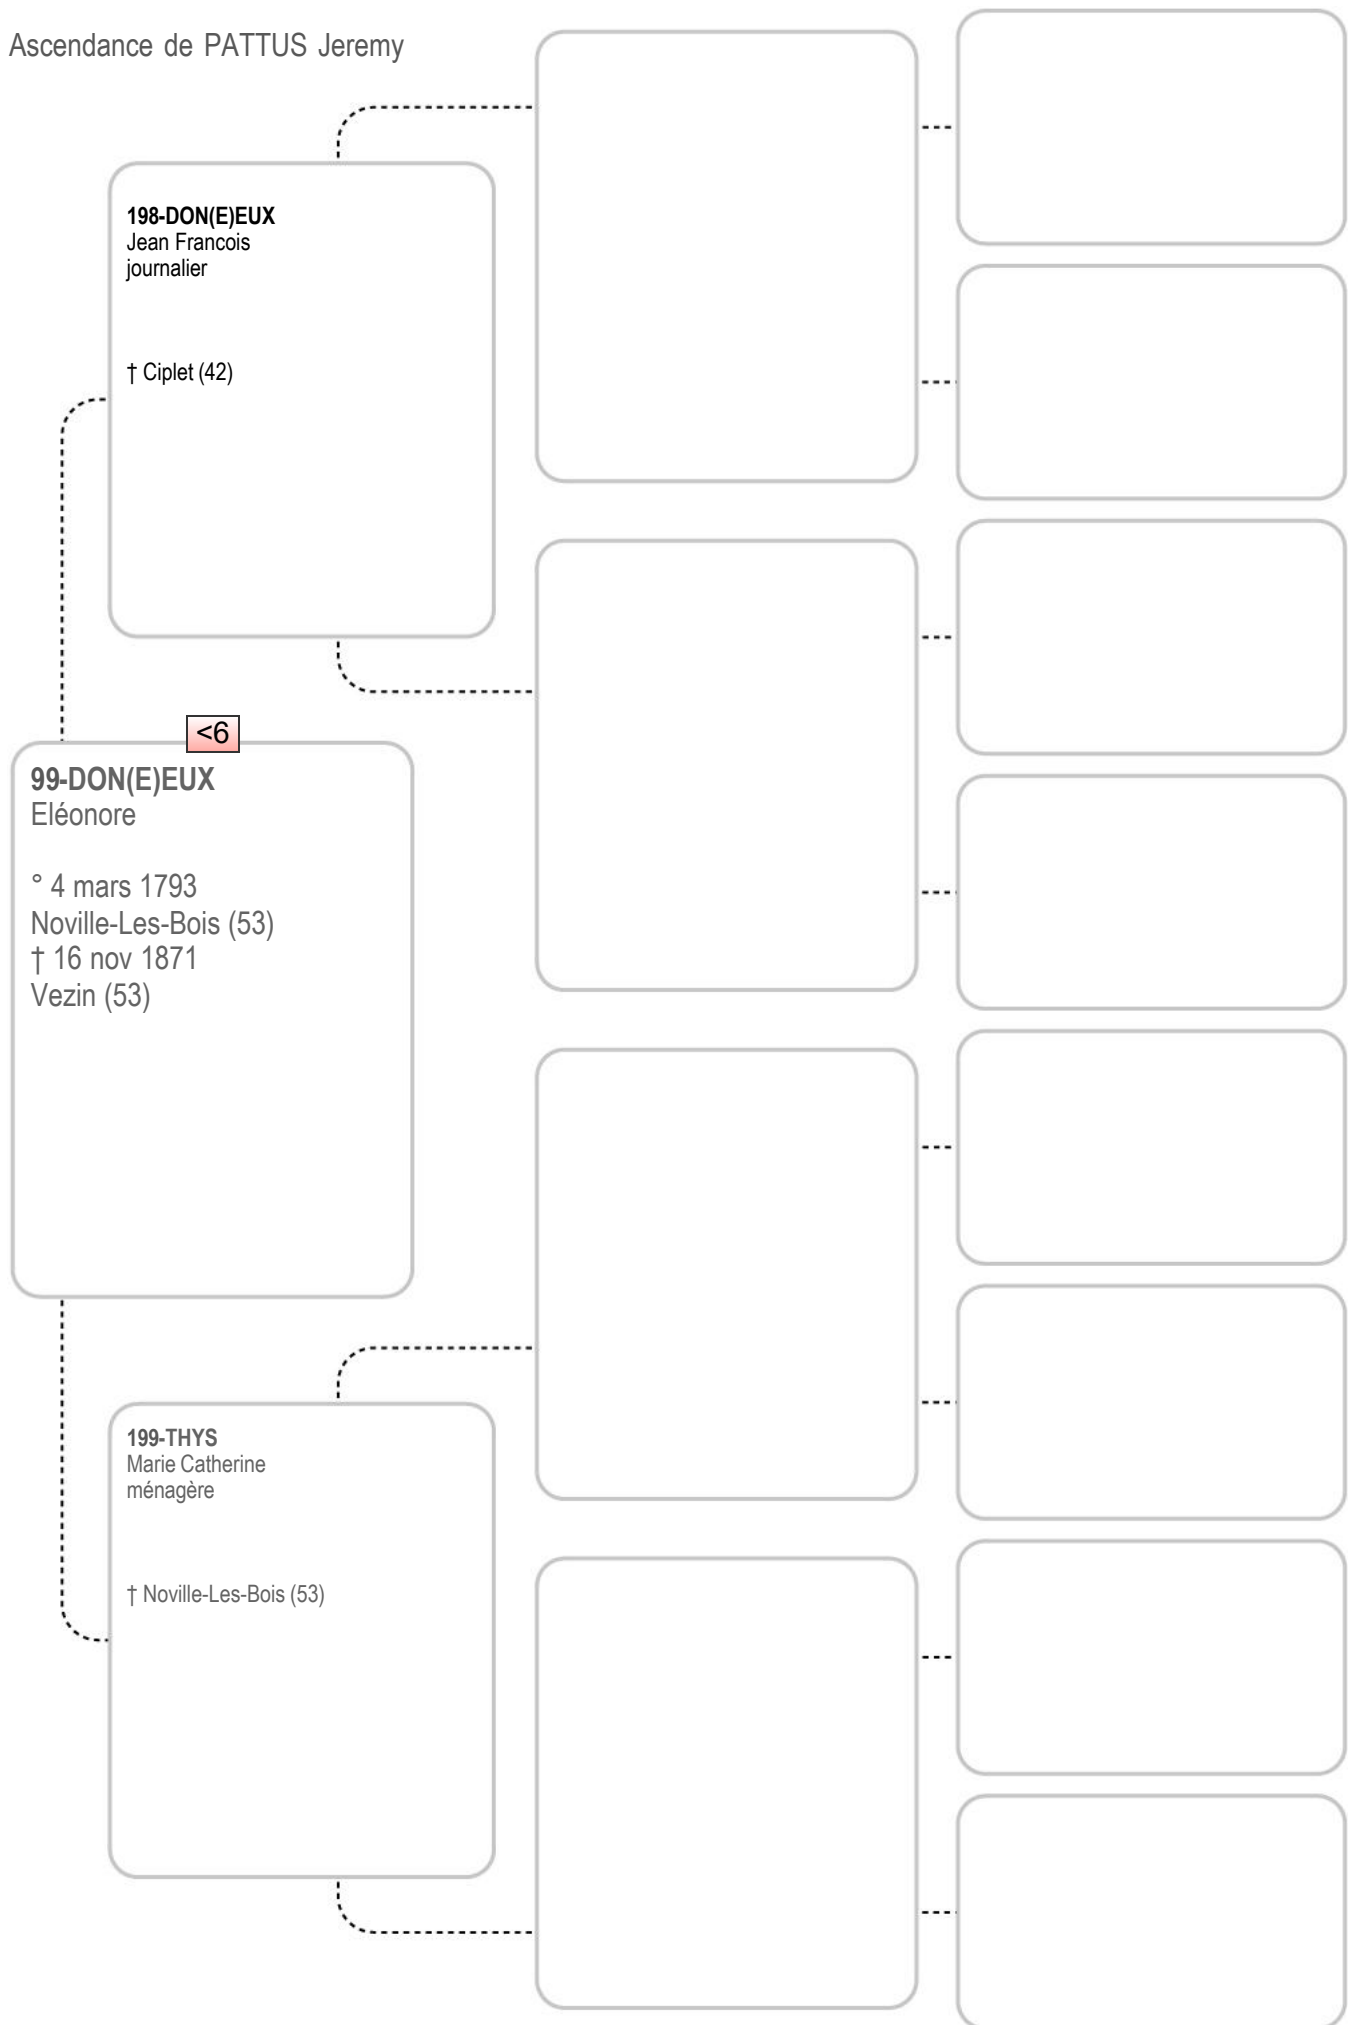 Ascendance de PATTUS Jeremy
198-DON(E)EUX
Jean Francois
journalier
† Ciplet (42)
<6
99-DON(E)EUX
Eléonore
° 4 mars 1793
Noville-Les-Bois (53)
† 16 nov 1871
Vezin (53)
199-THYS
Marie Catherine
ménagère
† Noville-Les-Bois (53)